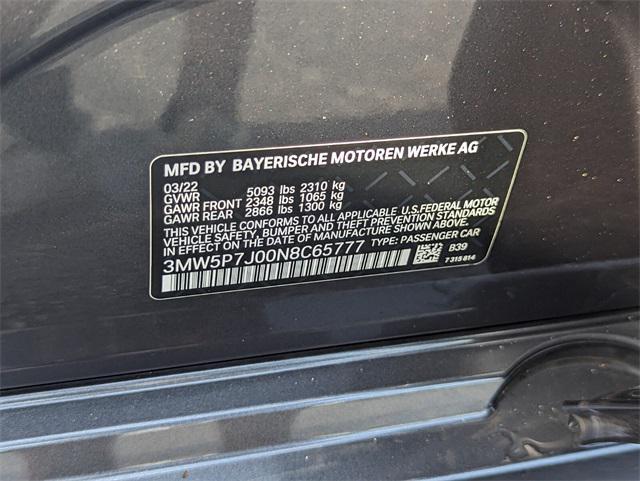 MFD BY BAYERISCHE MOTOREN WERKE AG
03/22
GVWR 5093 lbs 2310 kg
GAWR FRONT 2348 lbs 1065 kg
GAWR REAR 2866 lbs 1300 kg
THIS VEHICLE CONFORMS TO ALL APPLICABLE U.S.FEDERAL MOTOR
VEHICLE SAFETY, BUMPER AND THEFT PREVENTION STANDARDS
IN EFFECT ON THE DATE OF MANUFACTURE SHOWN ABOVE.
3MW5P7J00N8C65777 TYPE: PASSENGER CAR
B39
7 315 814